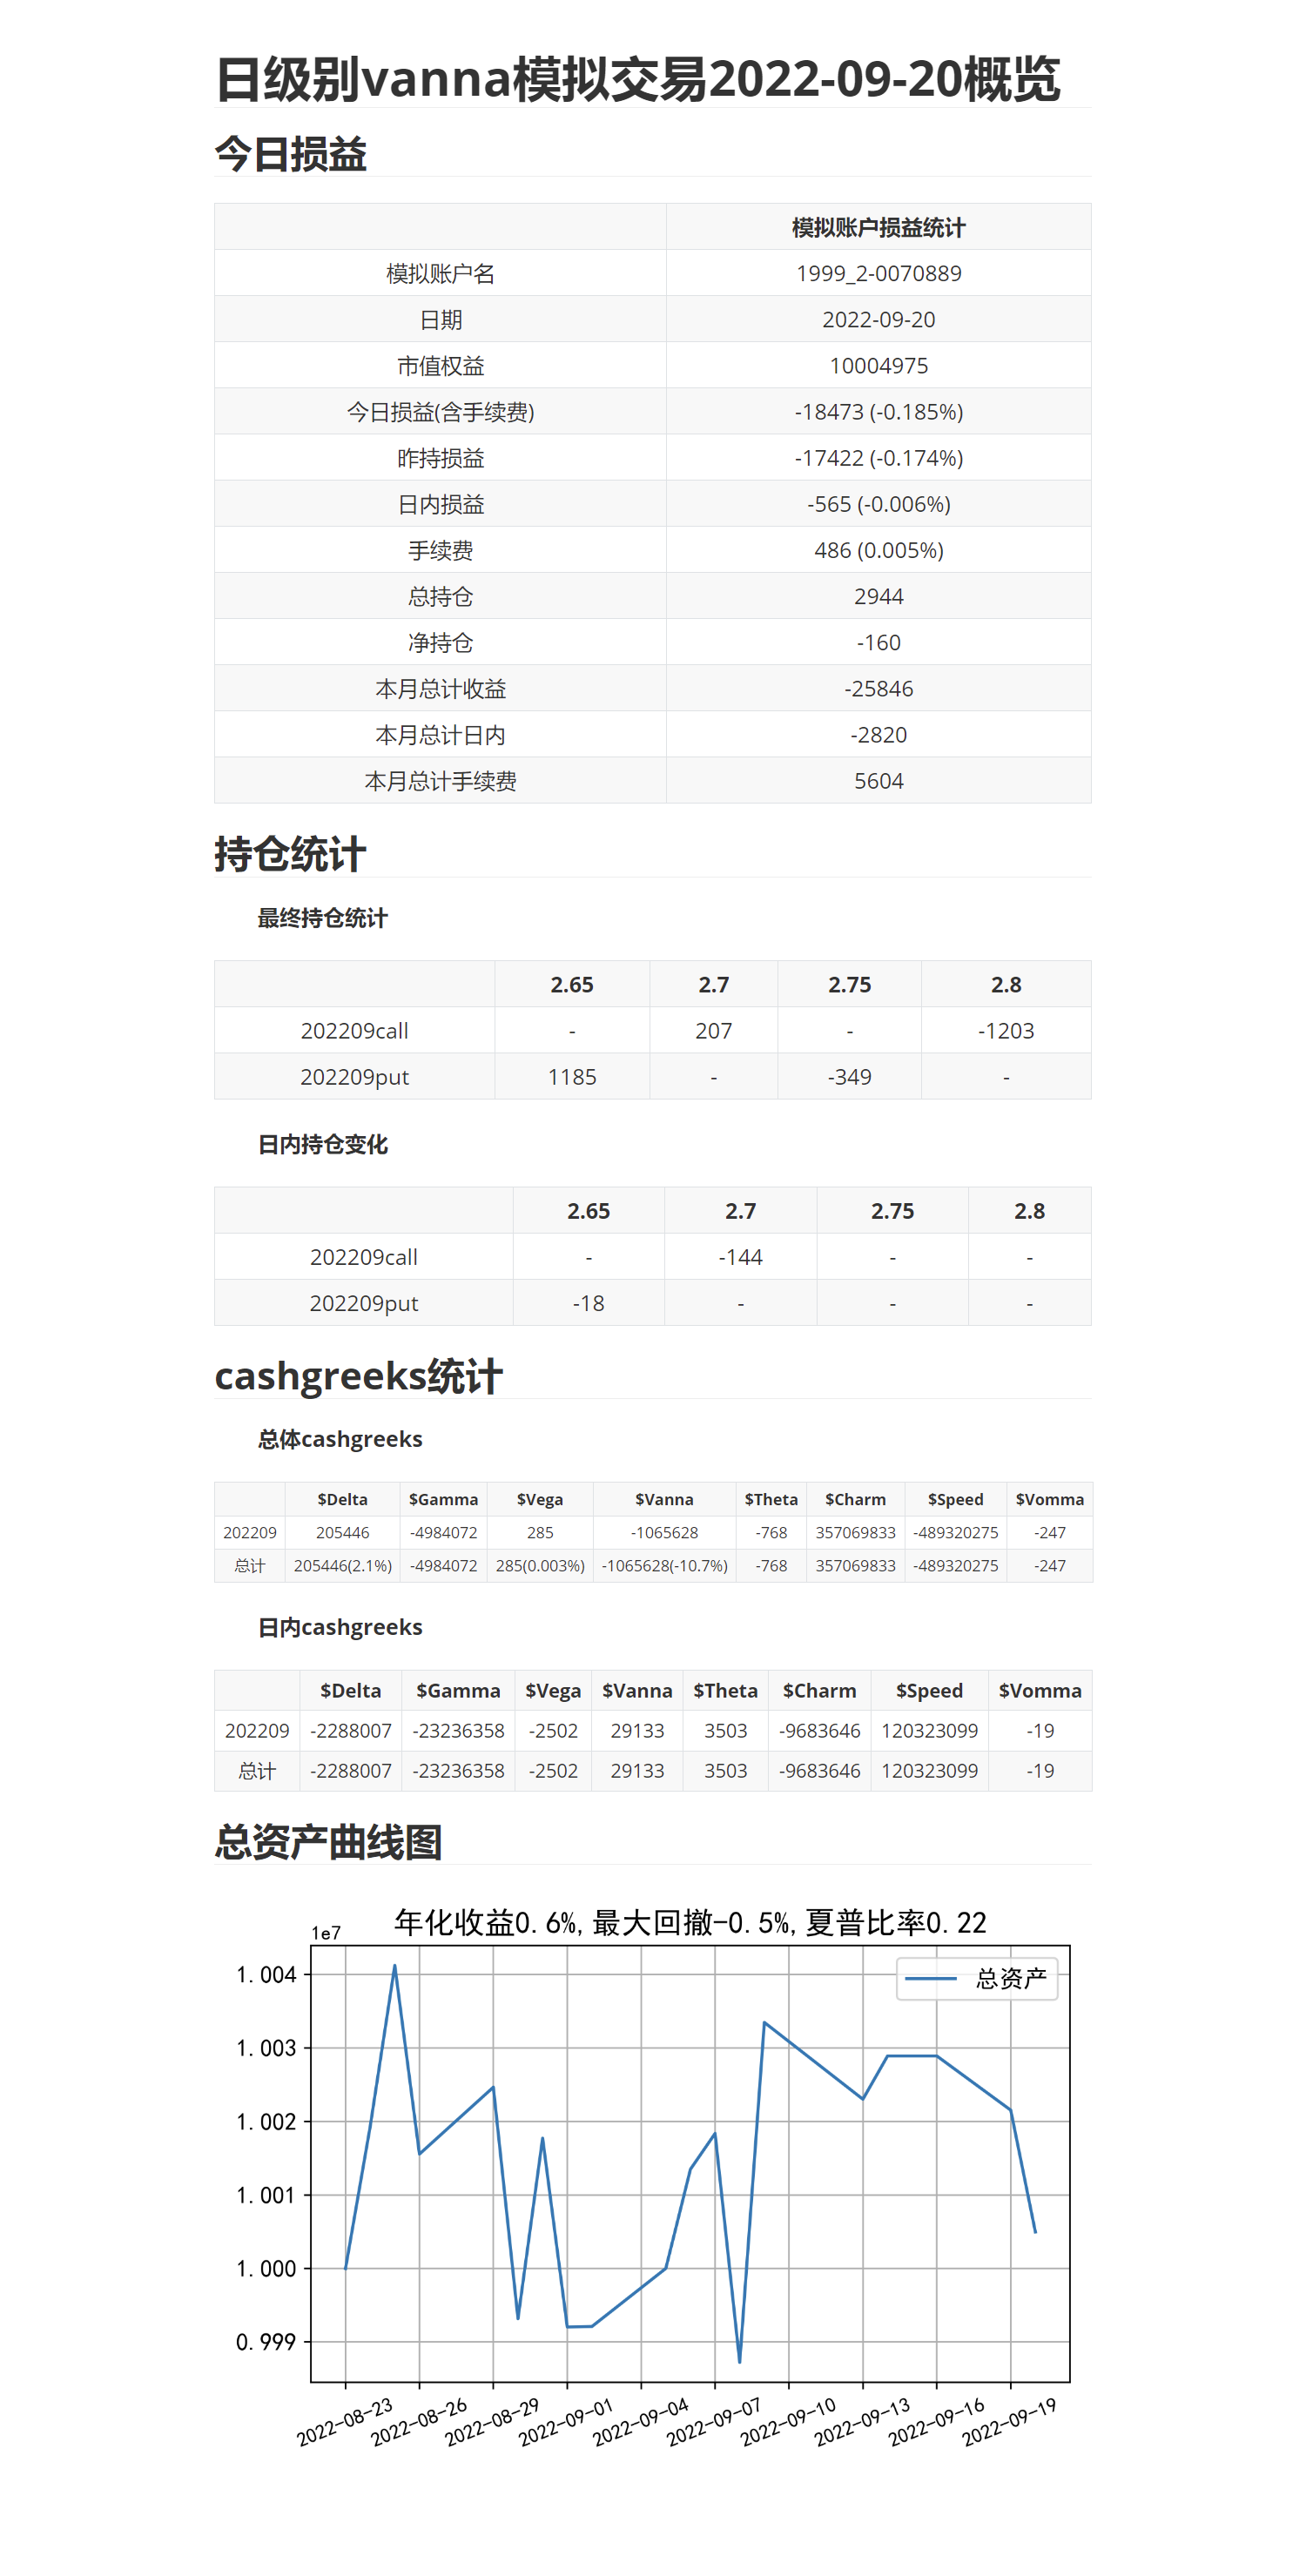 日级别vanna模拟交易2022-09-20概览
今日损益
模拟账户损益统计
模拟账户名 1999_2-0070889
日期 2022-09-20
市值权益 10004975
今日损益(含手续费) -18473 (-0.185%)
昨持损益 -17422 (-0.174%)
日内损益 -565 (-0.006%)
手续费 486 (0.005%)
总持仓 2944
净持仓 -160
本月总计收益 -25846
本月总计日内 -2820
本月总计手续费 5604
持仓统计
最终持仓统计
2.65 2.7 2.75 2.8
202209call - 207 - -1203
202209put 1185 - -349 -
日内持仓变化
2.65 2.7 2.75 2.8
202209call - -144 - -
202209put -18 - - -
cashgreeks统计
总体cashgreeks
$Delta $Gamma $Vega $Vanna $Theta $Charm $Speed $Vomma
202209 205446 -4984072 285 -1065628 -768 357069833 -489320275 -247
总计 205446(2.1%) -4984072 285(0.003%) -1065628(-10.7%) -768 357069833 -489320275 -247
日内cashgreeks
$Delta $Gamma $Vega $Vanna $Theta $Charm $Speed $Vomma
202209 -2288007 -23236358 -2502 29133 3503 -9683646 120323099 -19
总计 -2288007 -23236358 -2502 29133 3503 -9683646 120323099 -19
总资产曲线图
年化收益0.6%,最大回撤-0.5%,夏普比率0.22
1e7
总资产
1.004
1.003
1.002
1.001
1.000
0.999
2022-08-23 2022-08-26 2022-08-29 2022-09-01 2022-09-04 2022-09-07 2022-09-10 2022-09-13 2022-09-16 2022-09-19